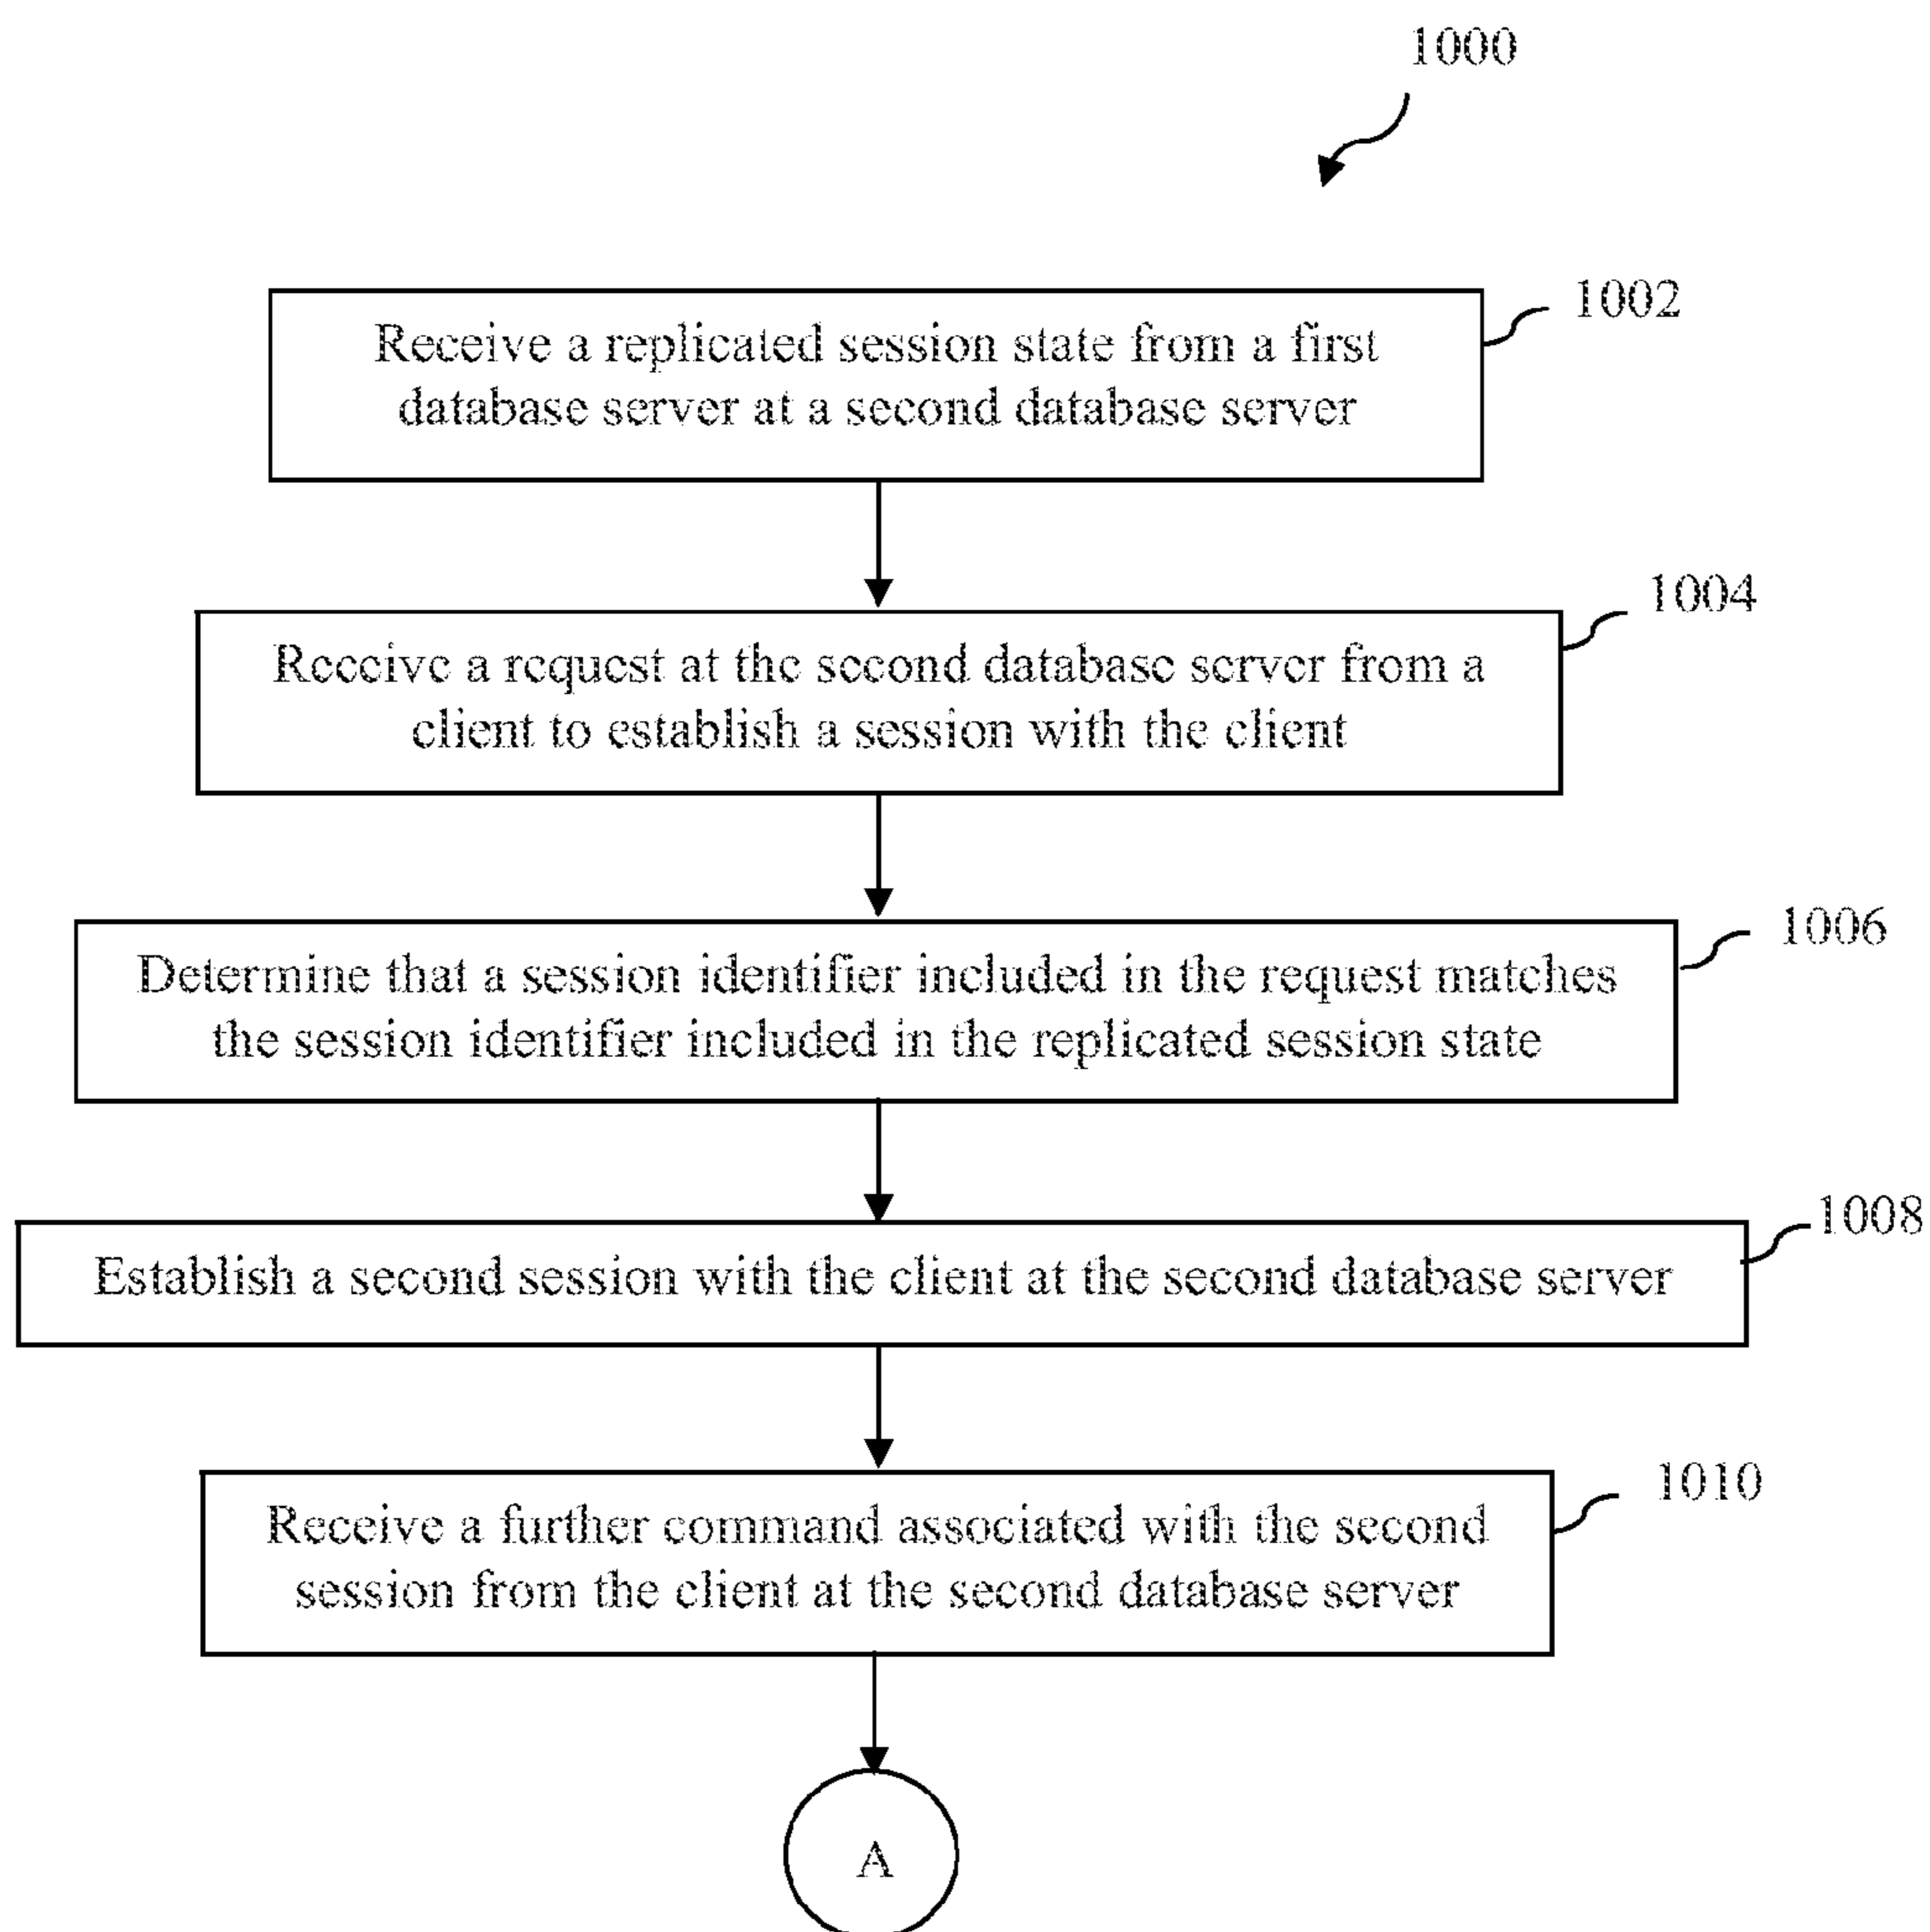 1000
Receive a replicated session state from a first
database server at a second database server
1002
Receive a request at the second database server from a
client to establish a session with the client
1004
Determine that a session identifier included in the request matches
the session identifier included in the replicated session state
1006
Establish a second session with the client at the second database server
1008
Receive a further command associated with the second
session from the client at the second database server
1010
A